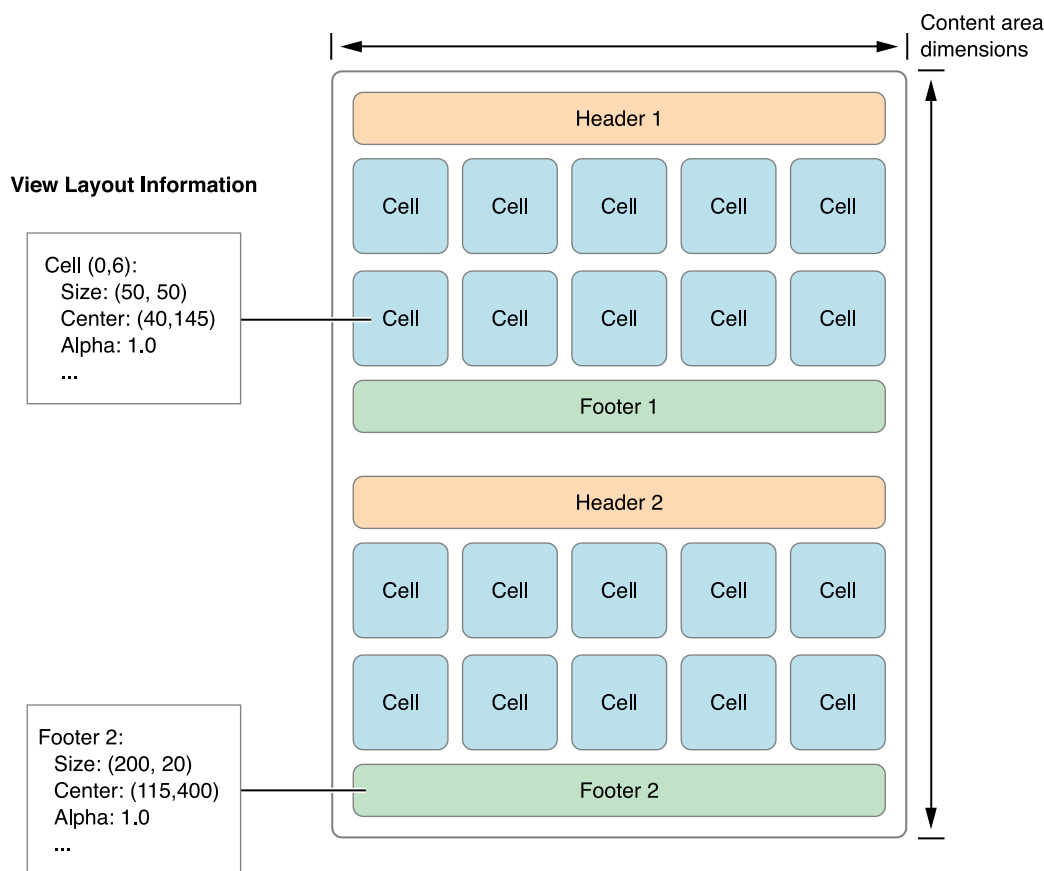 Content area
dimensions
Header 1
View Layout Information
Cell Cell Cell Cell Cell
Cell (0,6):
Size: (50, 50)
Center: (40,145)
Alpha: 1.0
...
Cell Cell Cell Cell Cell
Footer 1
Header 2
Cell Cell Cell Cell Cell
Cell Cell Cell Cell Cell
Footer 2:
Size: (200, 20)
Center: (115,400)
Alpha: 1.0
...
Footer 2